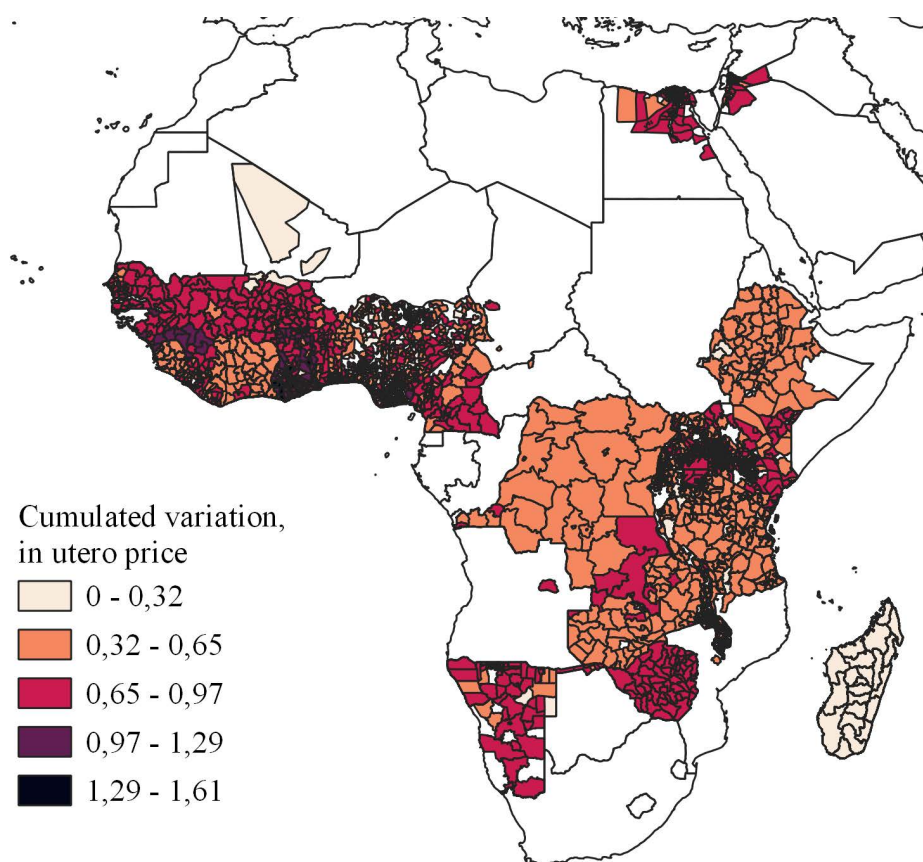 Cumulated variation,
in utero price
0 - 0,32
0,32 - 0,65
0,65 - 0,97
0,97 - 1,29
1,29 - 1,61